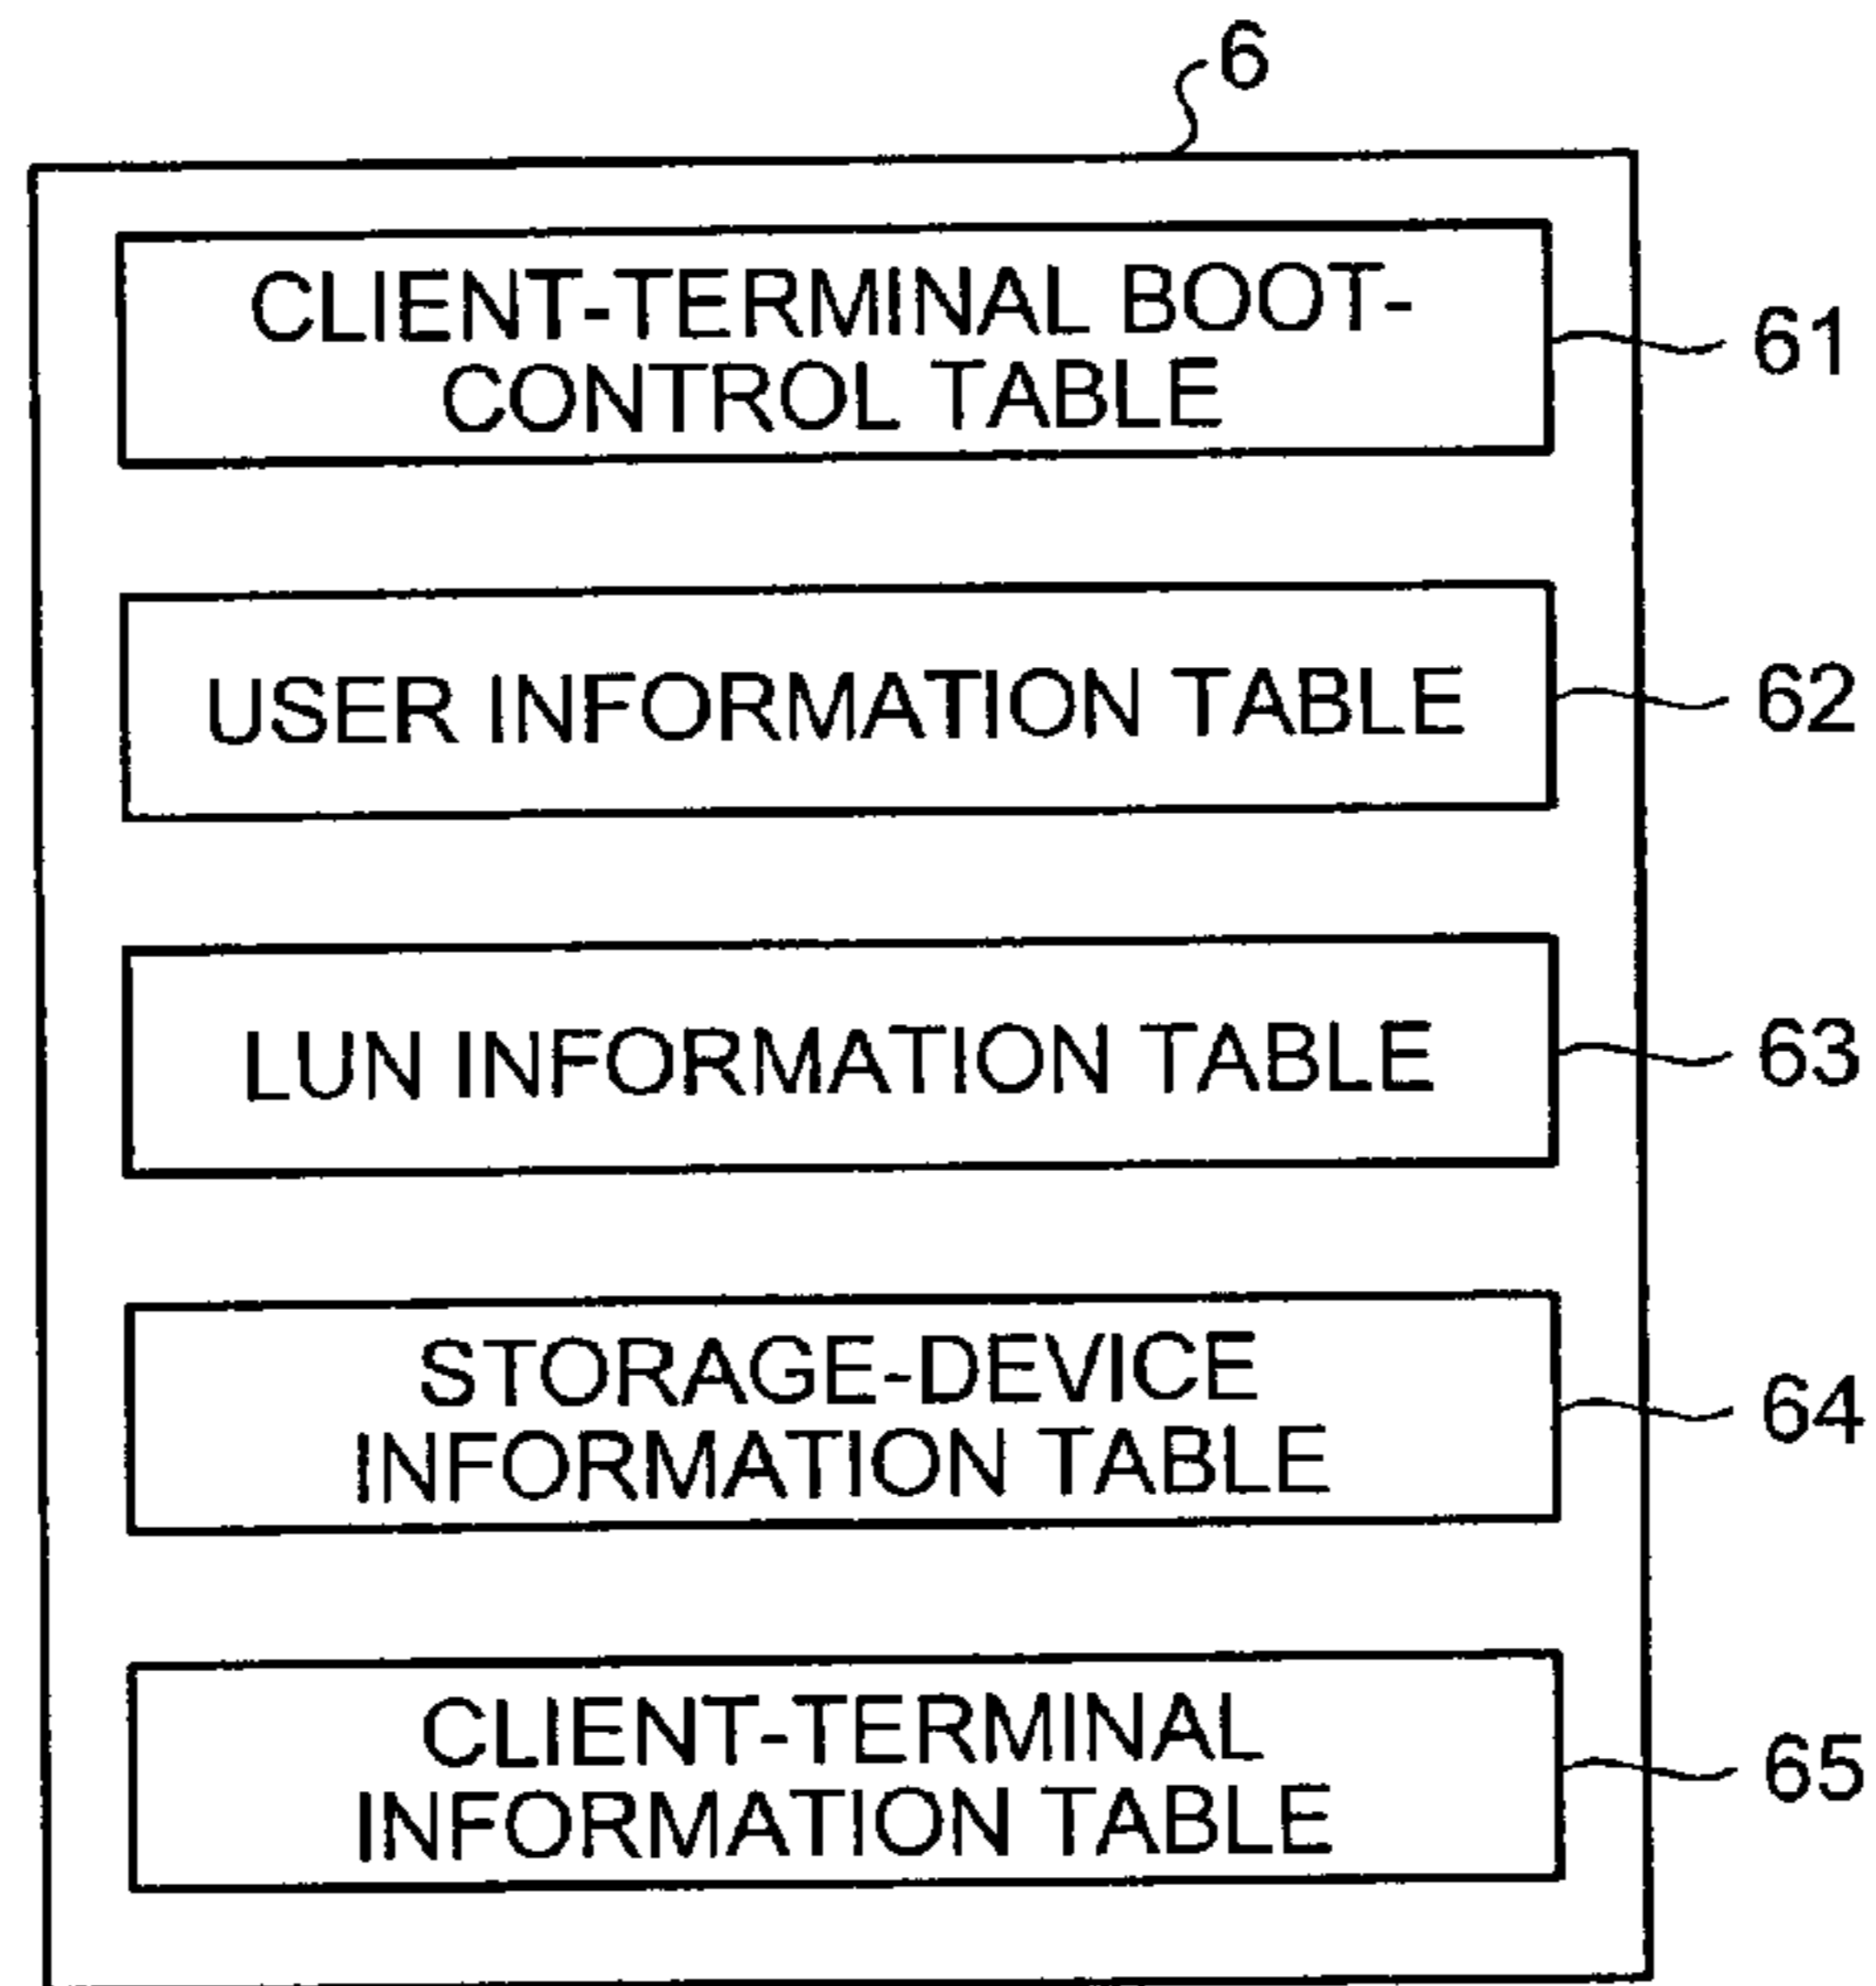 6
CLIENT-TERMINAL BOOT-
CONTROL TABLE
61
USER INFORMATION TABLE
62
LUN INFORMATION TABLE
63
STORAGE-DEVICE
INFORMATION TABLE
64
CLIENT-TERMINAL
INFORMATION TABLE
65